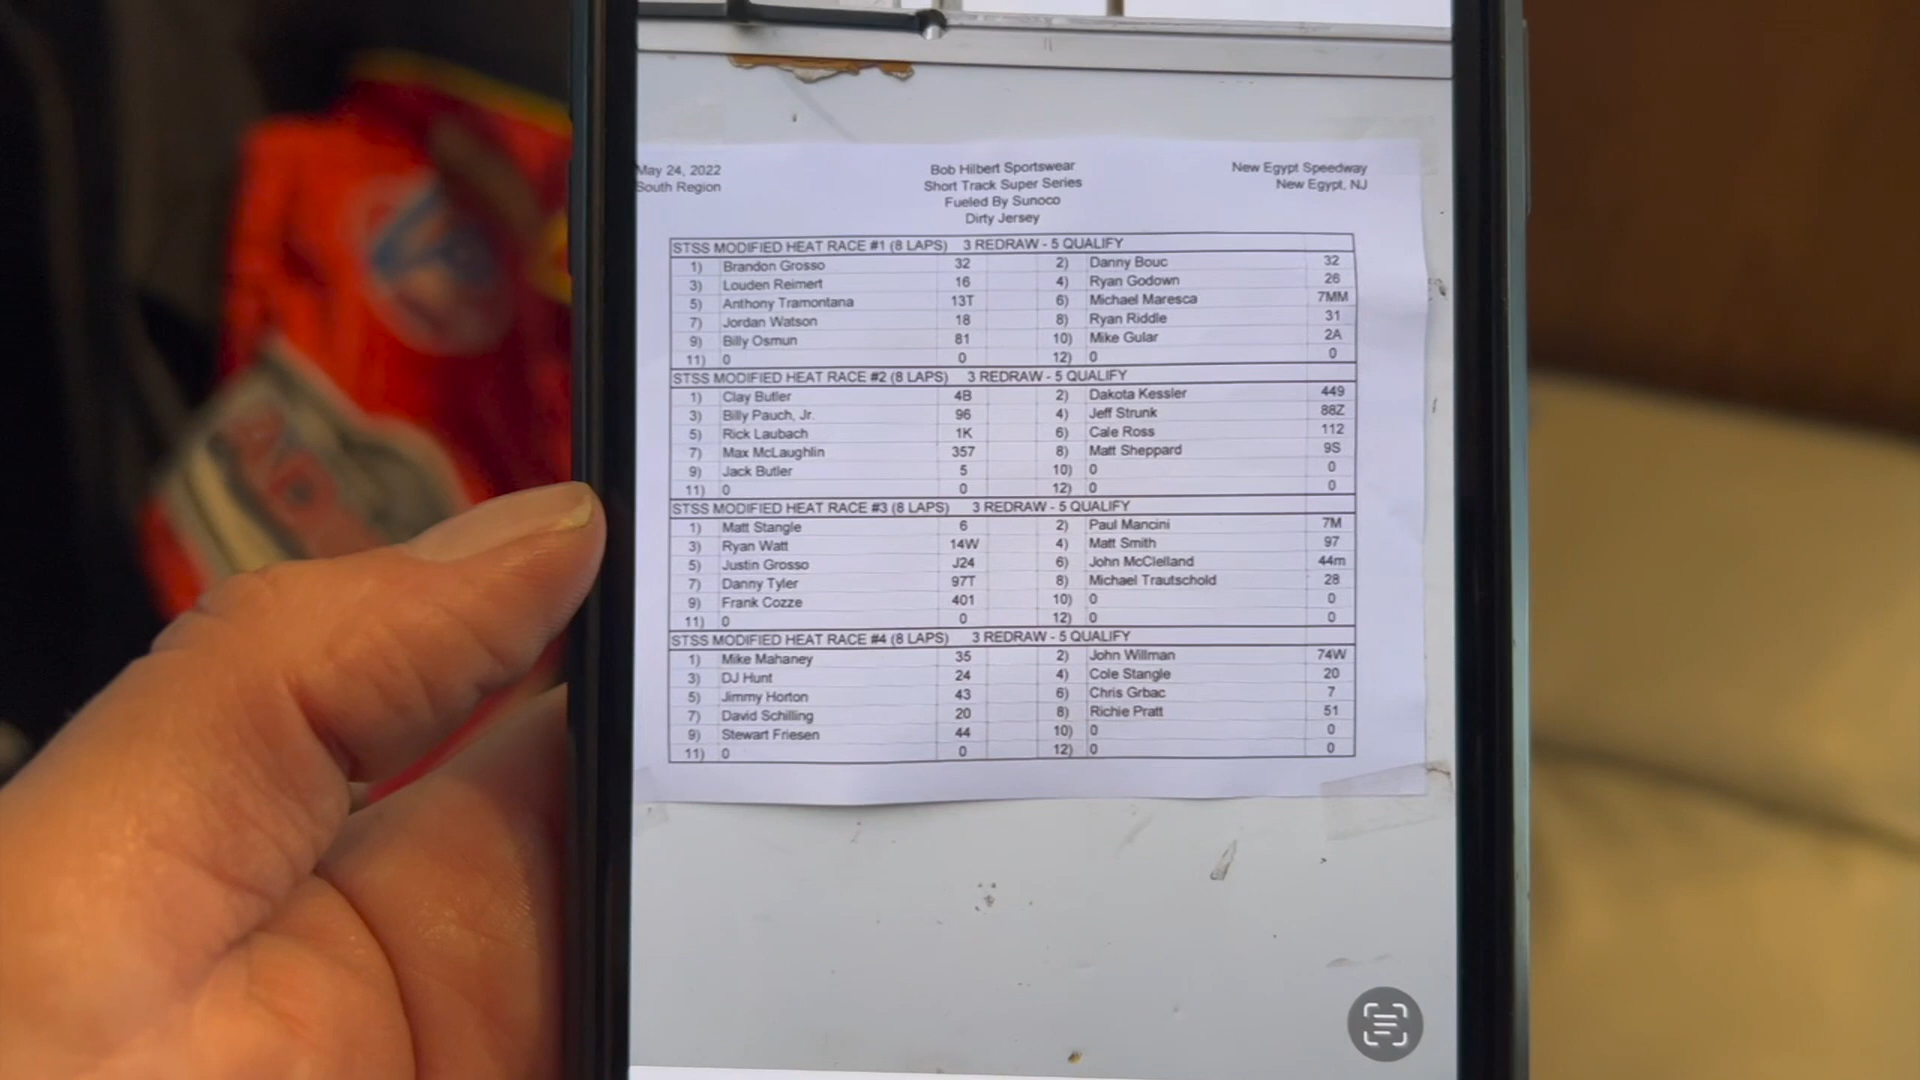 May 24, 2022 Bob Hilbert Sportswear New Egypt Speedway
South Region Short Track Super Series New Egypt, NJ
Fueled By Sunoco
Dirty Jersey
STSS MODIFIED HEAT RACE #1 (8 LAPS) 3 REDRAW - 5 QUALIFY
1) Brandon Grosso 32 2) Danny Bouc 32
3) Louden Reimert 16 4) Ryan Godown 26
5) Anthony Tramontana 13T 6) Michael Maresca 7MM
7) Jordan Watson 18 8) Ryan Riddle 31
9) Billy Osmun 81 10) Mike Gular 2A
11) 0 0 12) 0 0
STSS MODIFIED HEAT RACE #2 (8 LAPS) 3 REDRAW - 5 QUALIFY
1) Clay Butler 4B 2) Dakota Kessler 449
3) Billy Pauch, Jr. 96 4) Jeff Strunk 88Z
5) Rick Laubach 1K 6) Cale Ross 112
7) Max McLaughlin 357 8) Matt Sheppard 9S
9) Jack Butler 5 10) 0 0
11) 0 0 12) 0 0
STSS MODIFIED HEAT RACE #3 (8 LAPS) 3 REDRAW - 5 QUALIFY
1) Matt Stangle 6 2) Paul Mancini 7M
3) Ryan Watt 14W 4) Matt Smith 97
5) Justin Grosso J24 6) John McClelland 44m
7) Danny Tyler 97T 8) Michael Trautschold 28
9) Frank Cozze 401 10) 0 0
11) 0 0 12) 0 0
STSS MODIFIED HEAT RACE #4 (8 LAPS) 3 REDRAW - 5 QUALIFY
1) Mike Mahaney 35 2) John Willman 74W
3) DJ Hunt 24 4) Cole Stangle 20
5) Jimmy Horton 43 6) Chris Grbac 7
7) David Schilling 20 8) Richie Pratt 51
9) Stewart Friesen 44 10) 0 0
11) 0 0 12) 0 0